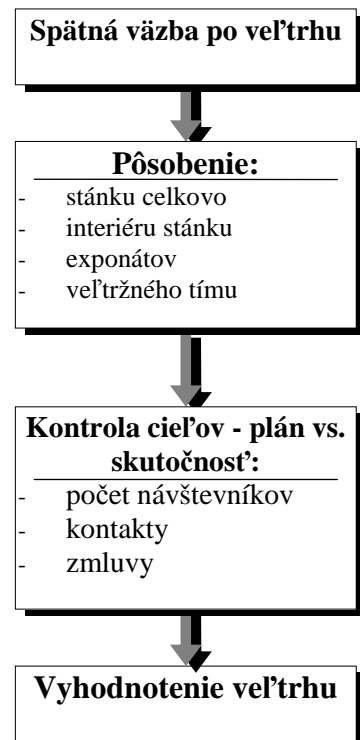 Spätná väzba po veľtrhu
Pôsobenie:
- stánku celkovo
- interiéru stánku
- exponátov
- veľtržného tímu
Kontrola cieľov - plán vs.
skutočnosť:
- počet návštevníkov
- kontakty
- zmluvy
Vyhodnotenie veľtrhu